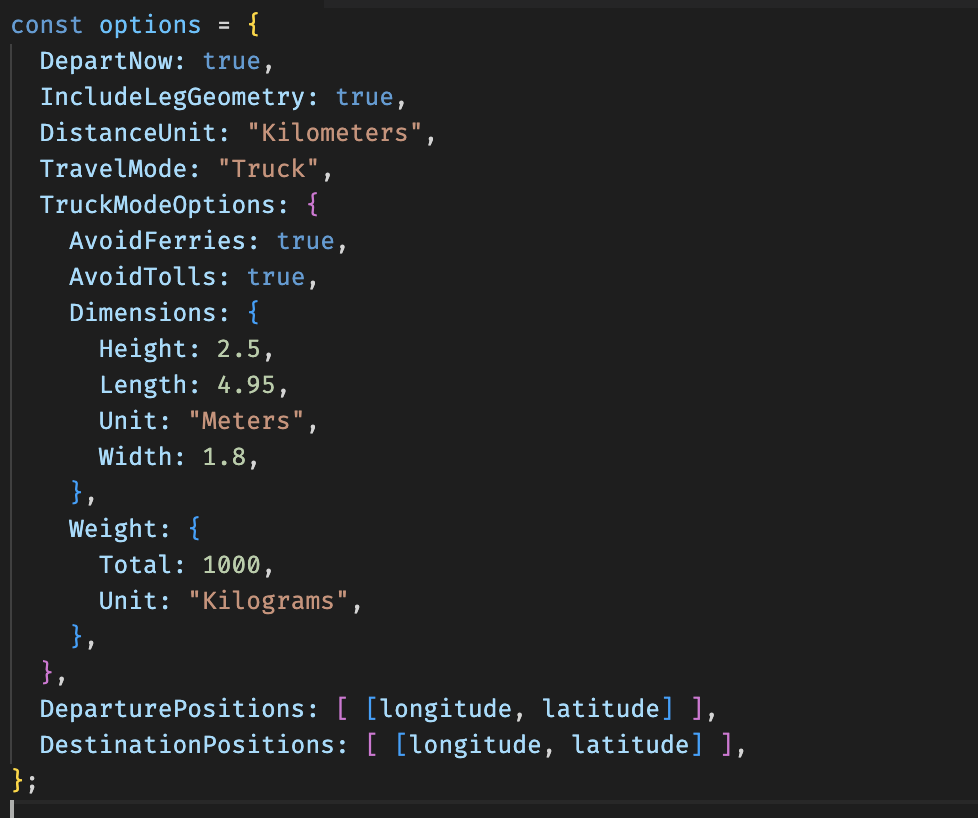 const options = {
  DepartNow: true,
  IncludeLegGeometry: true,
  DistanceUnit: "Kilometers",
  TravelMode: "Truck",
  TruckModeOptions: {
    AvoidFerries: true,
    AvoidTolls: true,
    Dimensions: {
      Height: 2.5,
      Length: 4.95,
      Unit: "Meters",
      Width: 1.8,
    },
    Weight: {
      Total: 1000,
      Unit: "Kilograms",
    },
  },
  DeparturePositions: [ [longitude, latitude] ],
  DestinationPositions: [ [longitude, latitude] ],
};